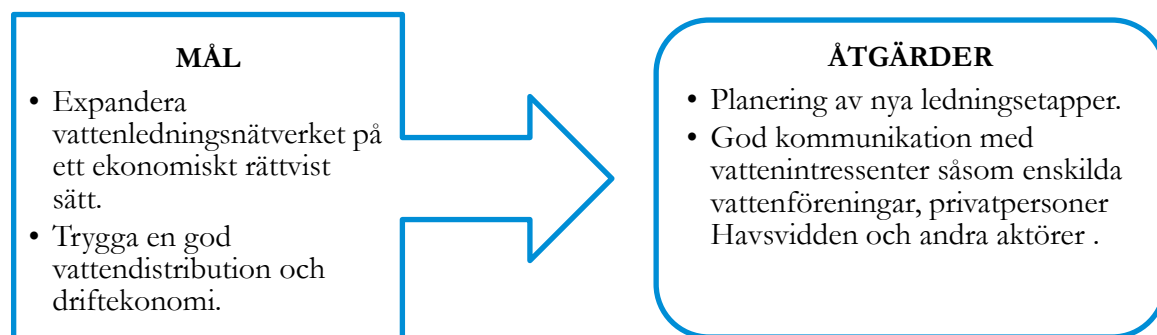 MÅL
• Expandera
vattenledningsnätverket på
ett ekonomiskt rättvist
sätt.
• Trygga en god
vattendistribution och
driftekonomi.
ÅTGÄRDER
• Planering av nya ledningsetapper.
• God kommunikation med
vattenintressenter såsom enskilda
vattenföreningar, privatpersoner
Havsvidden och andra aktörer .